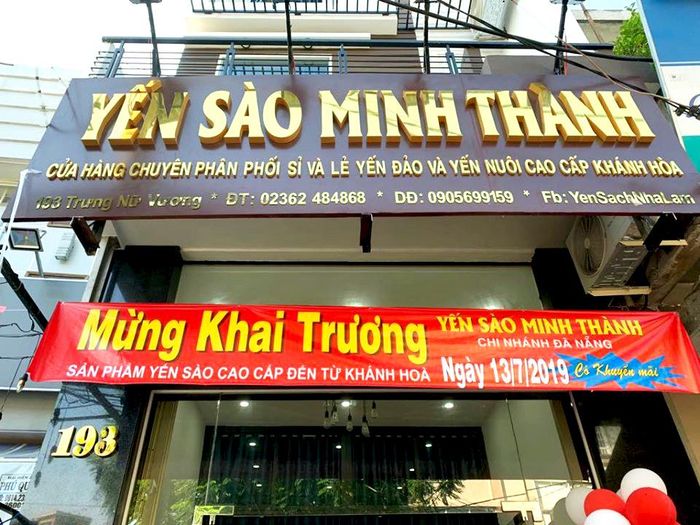 YẾN SÀO MINH THÀNH
CỬA HÀNG CHUYÊN PHÂN PHỐI SỈ VÀ LẺ YẾN ĐẢO VÀ YẾN NUÔI CAO CẤP KHÁNH HÒA
193 Trưng Nữ Vương * ĐT: 02362 484868 * DĐ: 0905699159 * Fb: YenSachNhaLam
Mừng Khai Trương
YẾN SÀO MINH THÀNH
CHI NHÁNH ĐÀ NẴNG
SẢN PHẨM YẾN SÀO CAO CẤP ĐẾN TỪ KHÁNH HOÀ
Ngày 13/7/2019
Có Khuyến mãi
193
PHÚ QU